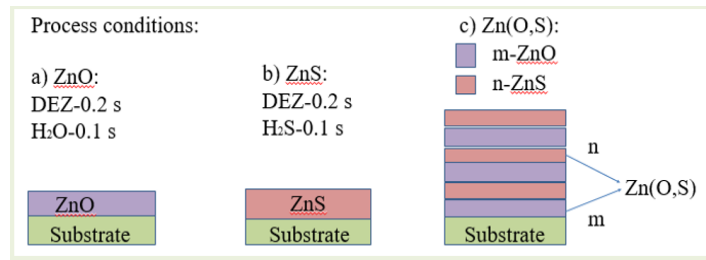 Process conditions:
a) ZnO:
DEZ-0.2 s
H₂O-0.1 s
b) ZnS:
DEZ-0.2 s
H₂S-0.1 s
c) Zn(O,S):
m-ZnO
n-ZnS
ZnO
Substrate
ZnS
Substrate
n
Zn(O,S)
m
Substrate